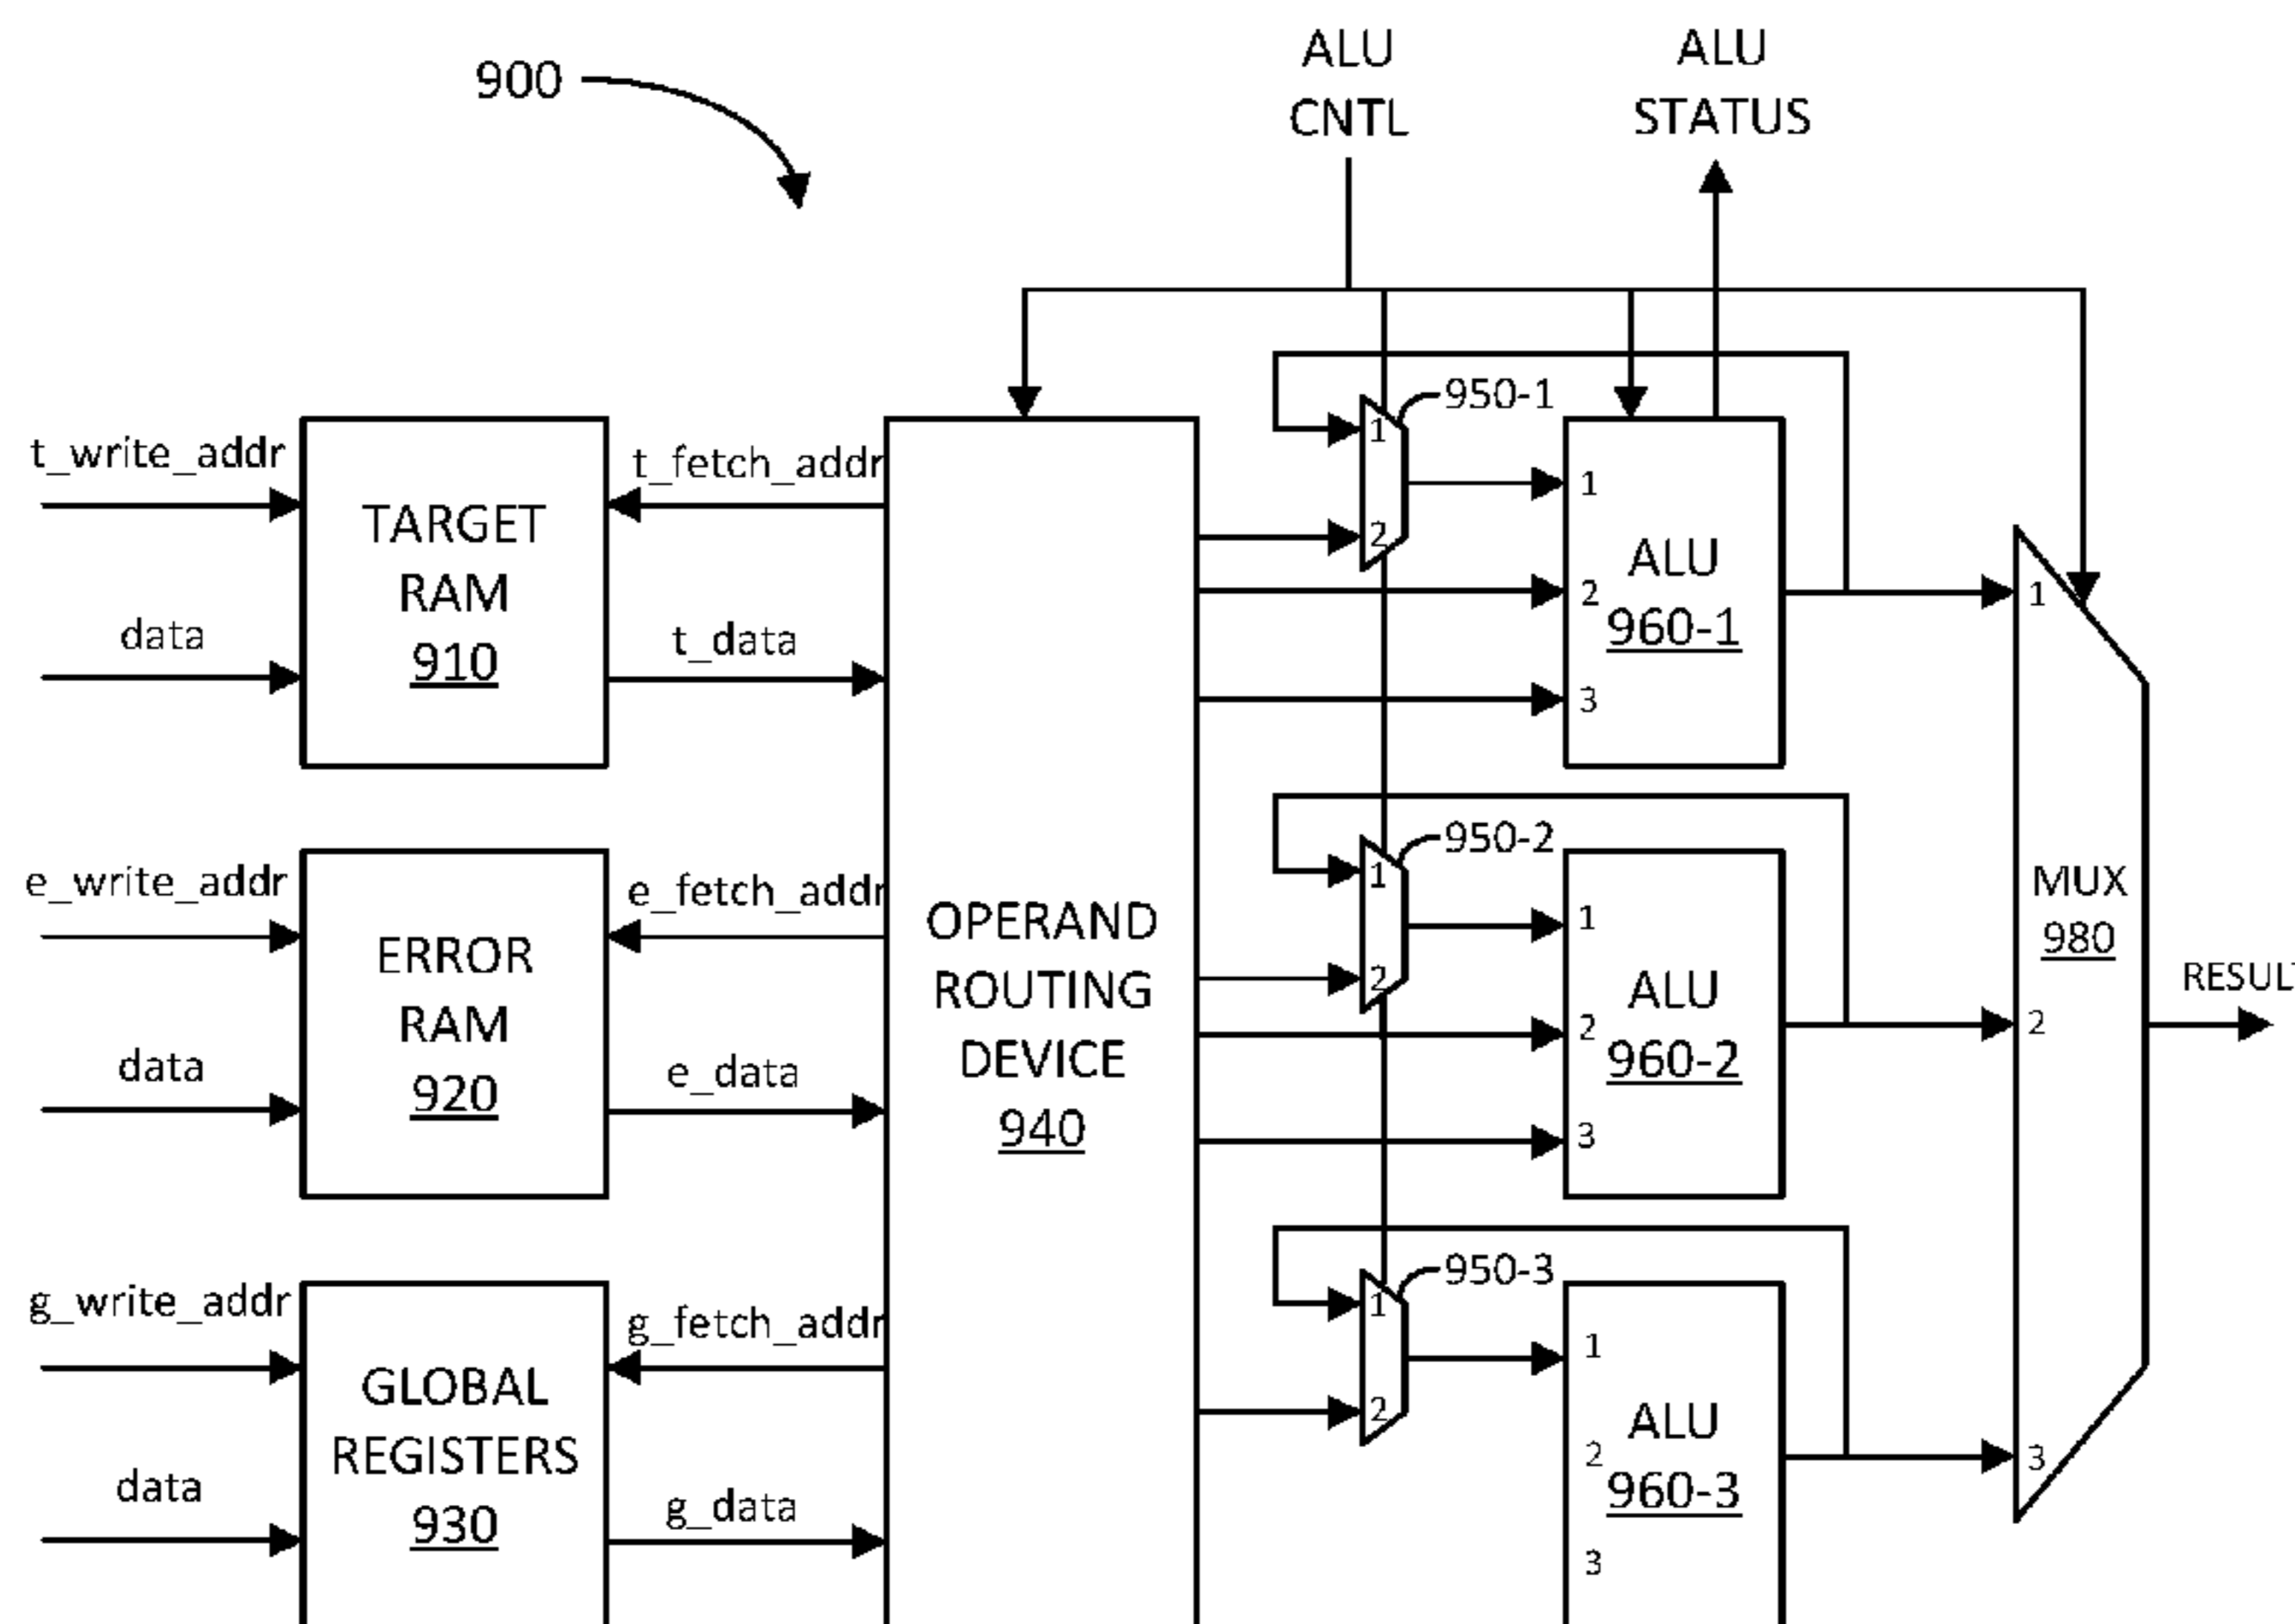 900
ALU
CNTL
ALU
STATUS
t_write_addr
data
TARGET
RAM
910
t_fetch_addr
t_data
e_write_addr
data
ERROR
RAM
920
e_fetch_addr
e_data
g_write_addr
data
GLOBAL
REGISTERS
930
g_fetch_addr
g_data
OPERAND
ROUTING
DEVICE
940
950-1
1
2
1
2
3
ALU
960-1
950-2
1
2
1
2
3
ALU
960-2
950-3
1
2
1
2
3
ALU
960-3
1
2
3
MUX
980
RESULT